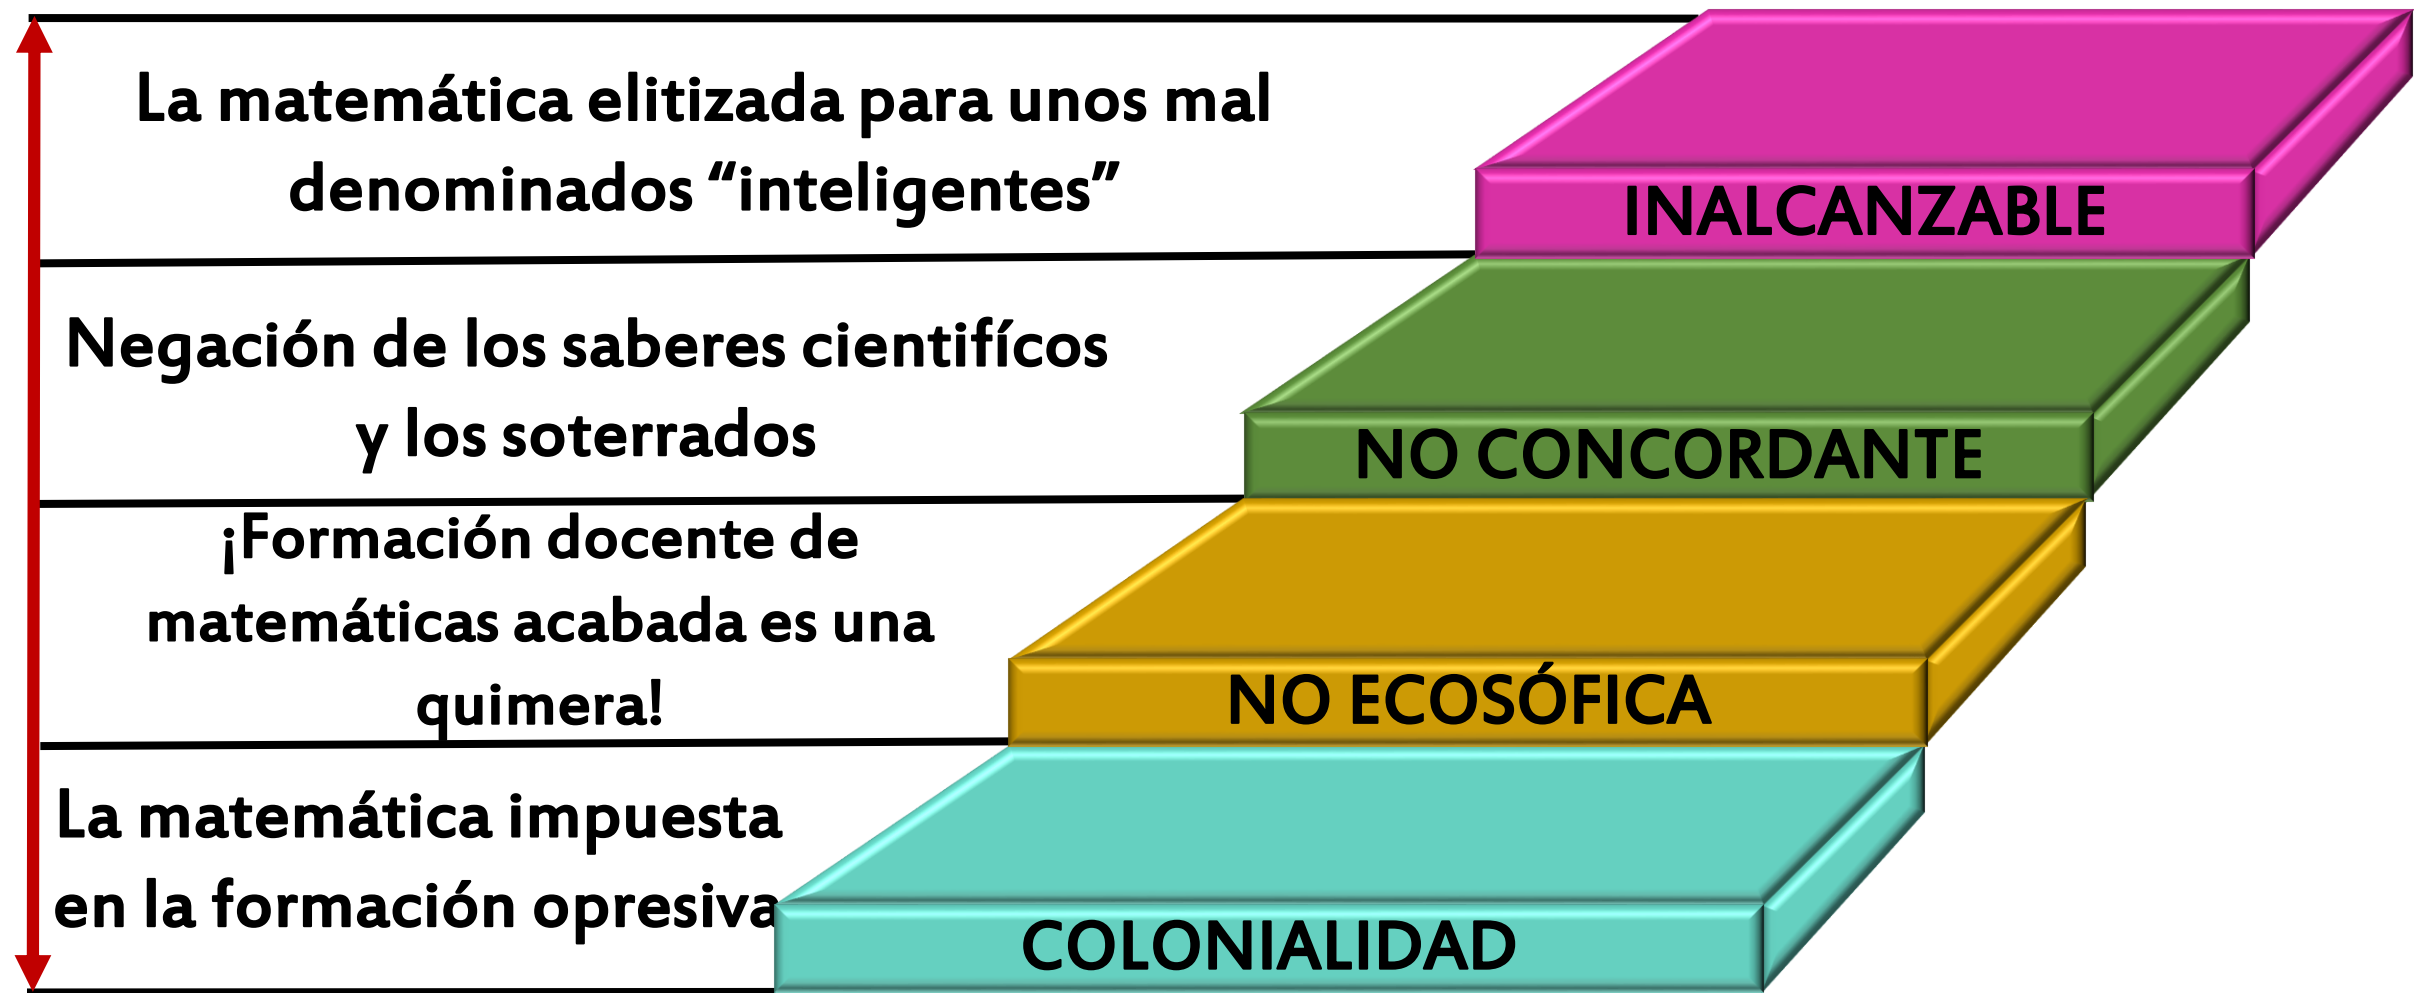 La matemática elitizada para unos mal
denominados “inteligentes”
INALCANZABLE
Negación de los saberes cientifícos
y los soterrados
NO CONCORDANTE
¡Formación docente de
matemáticas acabada es una
quimera!
NO ECOSÓFICA
La matemática impuesta
en la formación opresiva
COLONIALIDAD